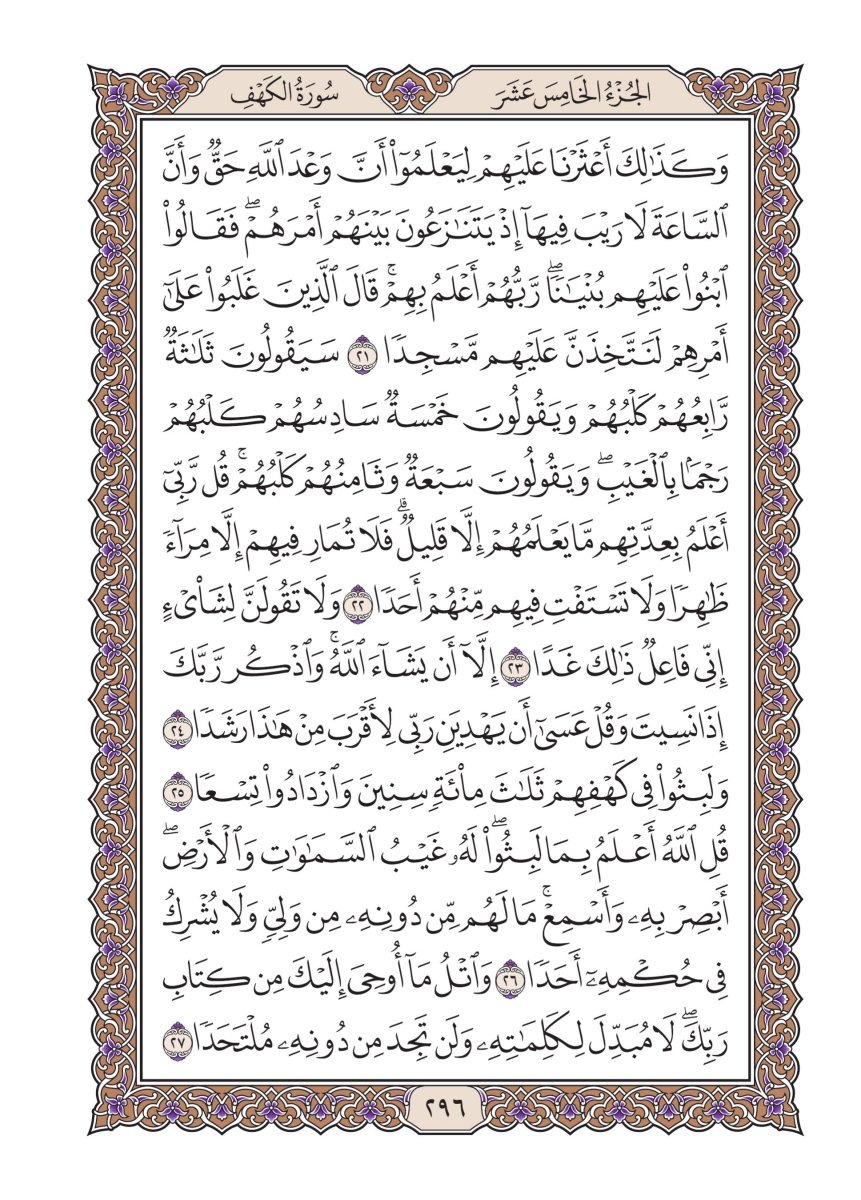 الجُزْءُ الخَامِسَ عَشَرَ
سُورَةُ الكَهْفِ
وَكَذَٰلِكَ أَعْثَرْنَا عَلَيْهِمْ لِيَعْلَمُوٓا۟ أَنَّ وَعْدَ ٱللَّهِ حَقٌّ وَأَنَّ
ٱلسَّاعَةَ لَا رَيْبَ فِيهَآ إِذْ يَتَنَـٰزَعُونَ بَيْنَهُمْ أَمْرَهُمْ ۖ فَقَالُوا۟
ٱبْنُوا۟ عَلَيْهِم بُنْيَـٰنًا ۖ رَّبُّهُمْ أَعْلَمُ بِهِمْ ۚ قَالَ ٱلَّذِينَ غَلَبُوا۟ عَلَىٰٓ
أَمْرِهِمْ لَنَتَّخِذَنَّ عَلَيْهِم مَّسْجِدًا ٢١ سَيَقُولُونَ ثَلَـٰثَةٌ
رَّابِعُهُمْ كَلْبُهُمْ وَيَقُولُونَ خَمْسَةٌ سَادِسُهُمْ كَلْبُهُمْ
رَجْمًۢا بِٱلْغَيْبِ ۖ وَيَقُولُونَ سَبْعَةٌ وَثَامِنُهُمْ كَلْبُهُمْ ۚ قُل رَّبِّىٓ
أَعْلَمُ بِعِدَّتِهِم مَّا يَعْلَمُهُمْ إِلَّا قَلِيلٌ ۗ فَلَا تُمَارِ فِيهِمْ إِلَّا مِرَآءً
ظَـٰهِرًا وَلَا تَسْتَفْتِ فِيهِم مِّنْهُمْ أَحَدًا ٢٢ وَلَا تَقُولَنَّ لِشَا۟ىْءٍ
إِنِّى فَاعِلٌ ذَٰلِكَ غَدًا ٢٣ إِلَّآ أَن يَشَآءَ ٱللَّهُ ۚ وَٱذْكُر رَّبَّكَ
إِذَا نَسِيتَ وَقُلْ عَسَىٰٓ أَن يَهْدِيَنِ رَبِّى لِأَقْرَبَ مِنْ هَـٰذَا رَشَدًا ٢٤
وَلَبِثُوا۟ فِى كَهْفِهِمْ ثَلَـٰثَ مِا۟ئَةٍ سِنِينَ وَٱزْدَادُوا۟ تِسْعًا ٢٥
قُلِ ٱللَّهُ أَعْلَمُ بِمَا لَبِثُوا۟ ۖ لَهُۥ غَيْبُ ٱلسَّمَـٰوَٰتِ وَٱلْأَرْضِ ۖ
أَبْصِرْ بِهِۦ وَأَسْمِعْ ۚ مَا لَهُم مِّن دُونِهِۦ مِن وَلِىٍّ وَلَا يُشْرِكُ
فِى حُكْمِهِۦٓ أَحَدًا ٢٦ وَٱتْلُ مَآ أُوحِىَ إِلَيْكَ مِن كِتَابِ
رَبِّكَ ۖ لَا مُبَدِّلَ لِكَلِمَـٰتِهِۦ وَلَن تَجِدَ مِن دُونِهِۦ مُلْتَحَدًا ٢٧
٢٩٦